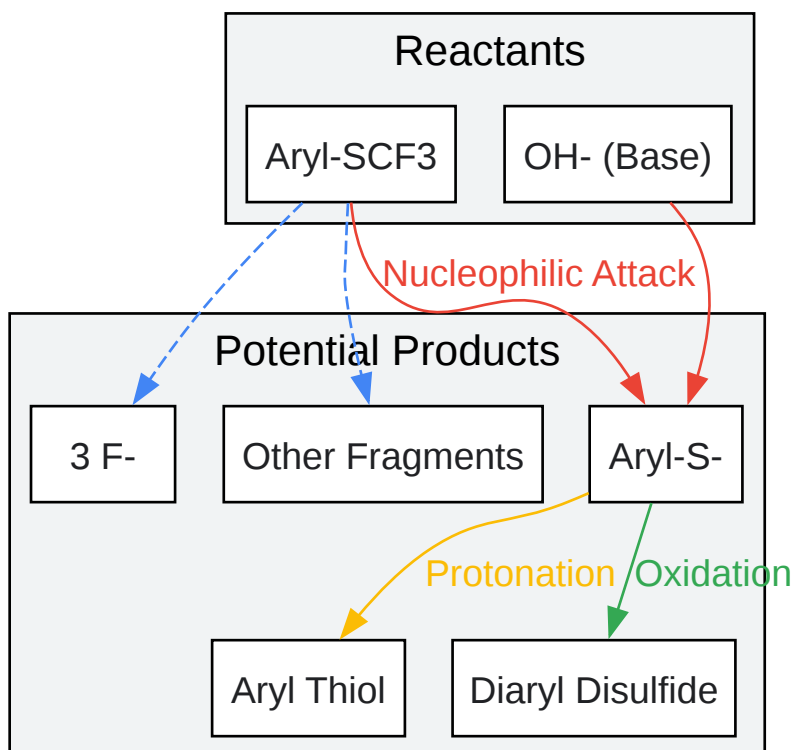 Reactants
Aryl-SCF3
OH- (Base)
Nucleophilic Attack
Potential Products
3 F-
Other Fragments
Aryl-S-
Protonation
Oxidation
Aryl Thiol
Diaryl Disulfide